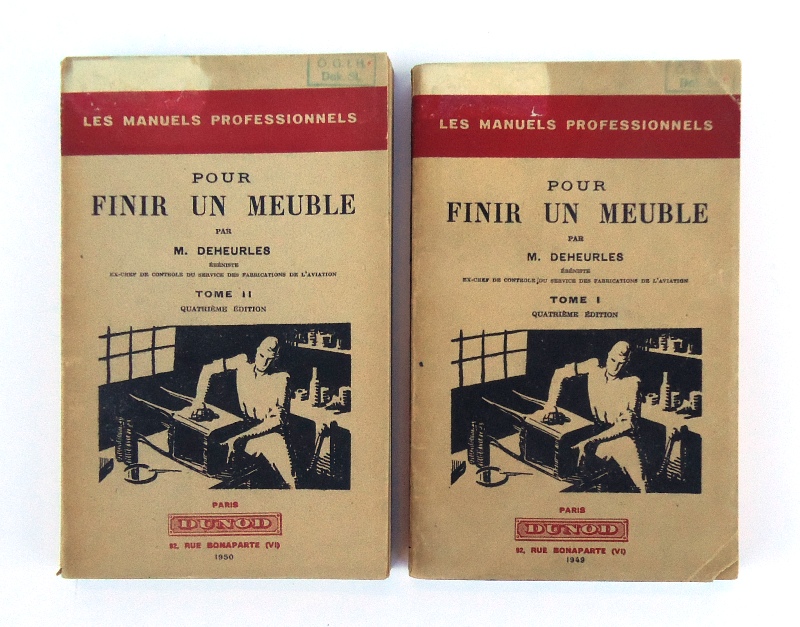 O.G.I.H.
Dok. St.
LES MANUELS PROFESSIONNELS
POUR
FINIR UN MEUBLE
PAR
M. DEHEURLES
ÉBÉNISTE
EX-CHEF DE CONTROLE DU SERVICE DES FABRICATIONS DE L'AVIATION
TOME II
QUATRIÈME ÉDITION
PARIS
DUNOD
92, RUE BONAPARTE (VI)
1950
LES MANUELS PROFESSIONNELS
POUR
FINIR UN MEUBLE
PAR
M. DEHEURLES
ÉBÉNISTE
EX-CHEF DE CONTROLE DU SERVICE DES FABRICATIONS DE L'AVIATION
TOME I
QUATRIÈME ÉDITION
PARIS
DUNOD
92, RUE BONAPARTE (VI)
1949